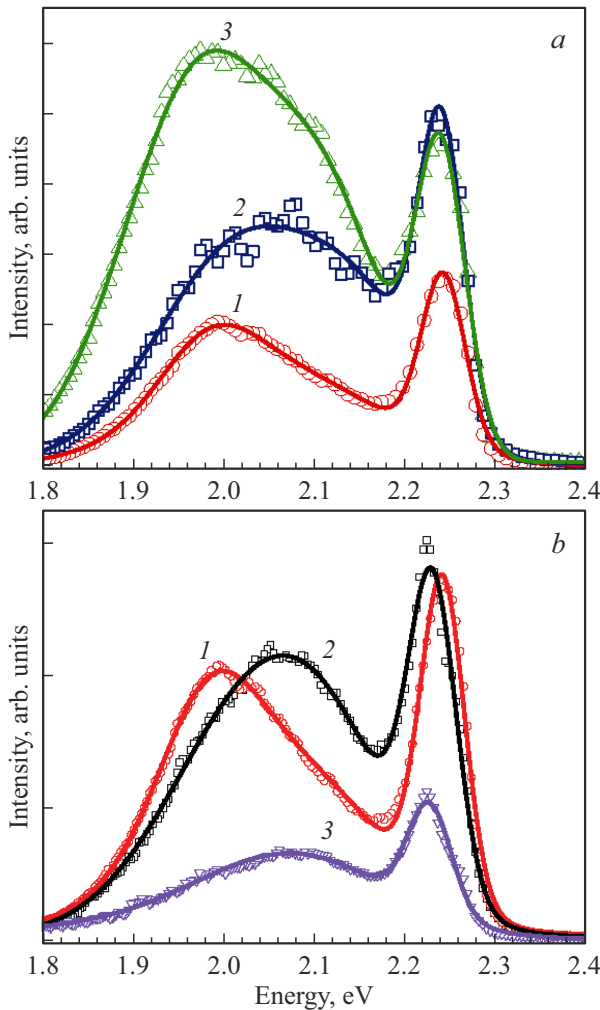 a
3
2
1
Intensity, arb. units
1.8 1.9 2.0 2.1 2.2 2.3 2.4
b
1 2
3
Intensity, arb. units
1.8 1.9 2.0 2.1 2.2 2.3 2.4
Energy, eV